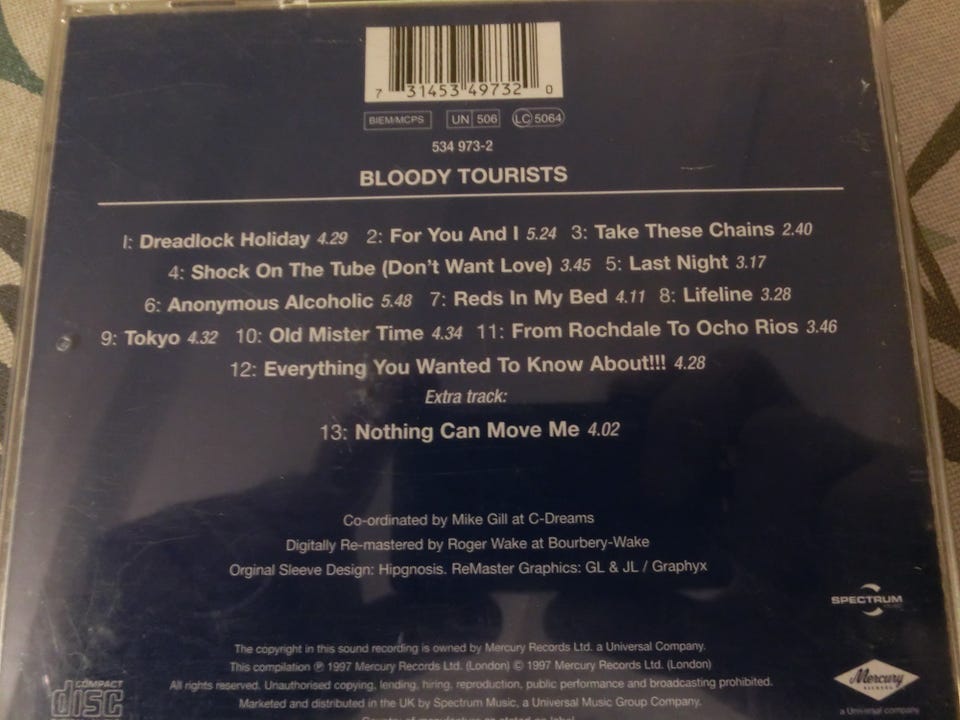 7 31453 49732 0
BIEM/MCPS UN 506 LC 5064
534 973-2
BLOODY TOURISTS
1: Dreadlock Holiday 4.29 2: For You And I 5.24 3: Take These Chains 2.40
4: Shock On The Tube (Don't Want Love) 3.45 5: Last Night 3.17
6: Anonymous Alcoholic 5.48 7: Reds In My Bed 4.11 8: Lifeline 3.28
9: Tokyo 4.32 10: Old Mister Time 4.34 11: From Rochdale To Ocho Rios 3.46
12: Everything You Wanted To Know About!!! 4.28
Extra track:
13: Nothing Can Move Me 4.02
Co-ordinated by Mike Gill at C-Dreams
Digitally Re-mastered by Roger Wake at Bourbery-Wake
Orginal Sleeve Design: Hipgnosis. ReMaster Graphics: GL & JL / Graphyx
SPECTRUM
The copyright in this sound recording is owned by Mercury Records Ltd. a Universal Company.
This compilation ℗ 1997 Mercury Records Ltd. (London) © 1997 Mercury Records Ltd. (London)
All rights reserved. Unauthorised copying, lending, hiring, reproduction, public performance and broadcasting prohibited.
Marketed and distributed in the UK by Spectrum Music, a Universal Music Group Company.
Country of manufacture as stated on label
COMPACT
disc
Mercury
RECORDS
a Universal company